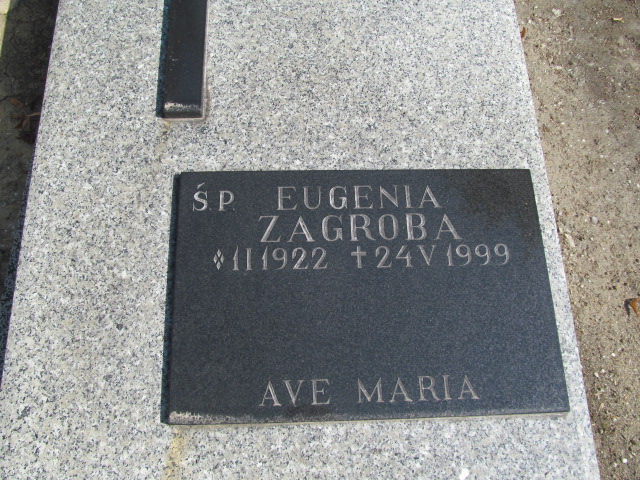 Ś.P. EUGENIA
ZAGROBA
1 I 1922 ✝ 24 V 1999
AVE MARIA